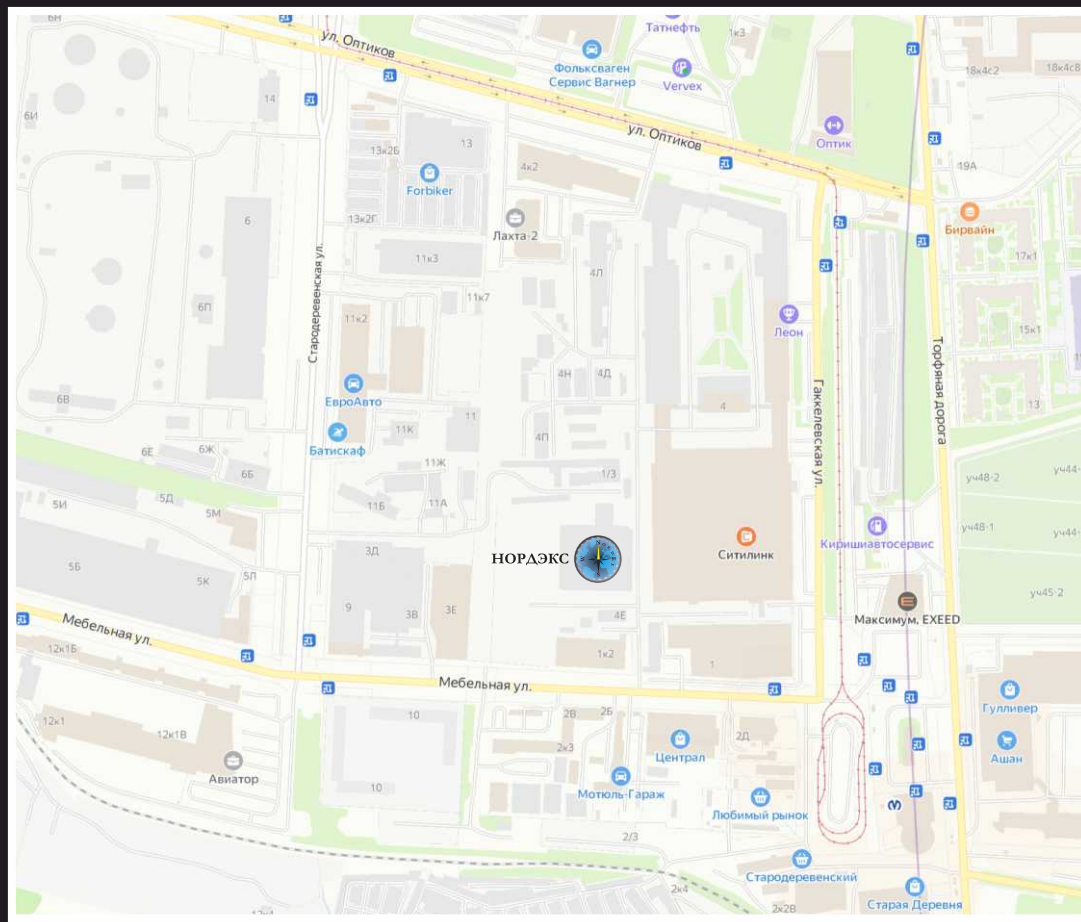 6Н
ул. Оптиков
Татнефть
1к3
Фольксваген
Сервис Вагнер
Vervex
18к4с2
18к4с8
6И
14
13
13к2Б
ул. Оптиков
Оптик
4к2
Forbiker
19А
13к2Г
Лахта-2
Бирвайн
6
11к3
4Л
17к1
Стародеревенская ул.
6П
11к7
11к2
Леон
15к1
Торфяная дорога
Гаккелевская ул.
ЕвроАвто
4Н
4Д
6В
4
13
11
11К
4П
Батискаф
6Е
6Ж
6Б
11Ж
1/3
уч48-2
уч44-
5И
5Д
5М
11Б
11А
уч48-1
уч44-
Киришиавтосервис
НОРДЭКС
Ситилинк
3Д
5Б
5К
5Л
уч45-2
9
3В
3Е
4Е
Максимум, EXEED
Мебельная ул.
12к1Б
1к2
1
Мебельная ул.
10
2В
2Б
Гулливер
12к1
12к1В
2Д
2к3
Централ
Ашан
Авиатор
10
Мотюль-Гараж
Любимый рынок
2/3
Стародеревенский
2к4
2к2В
Старая Деревня